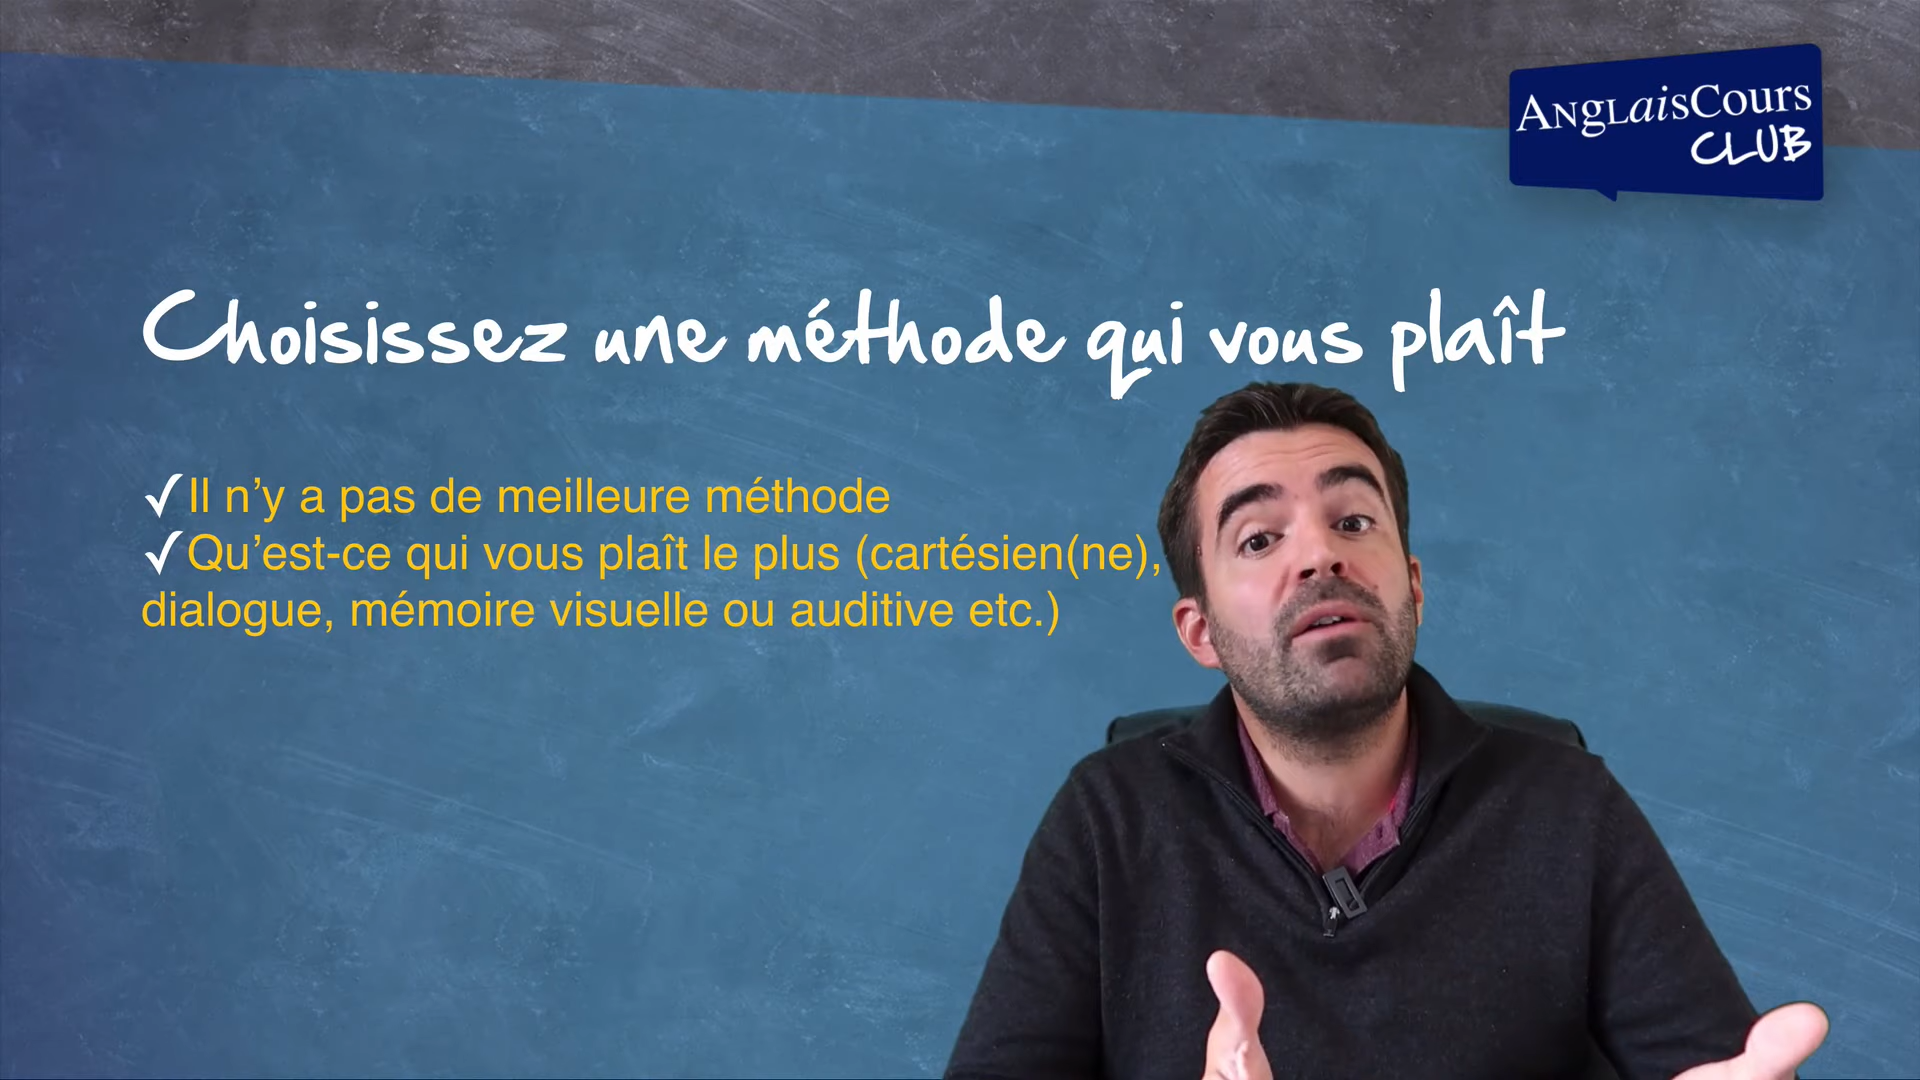 AnglaisCours
CLUB
Choisissez une méthode qui vous plaît
✓Il n’y a pas de meilleure méthode
✓Qu’est-ce qui vous plaît le plus (cartésien(ne),
dialogue, mémoire visuelle ou auditive etc.)